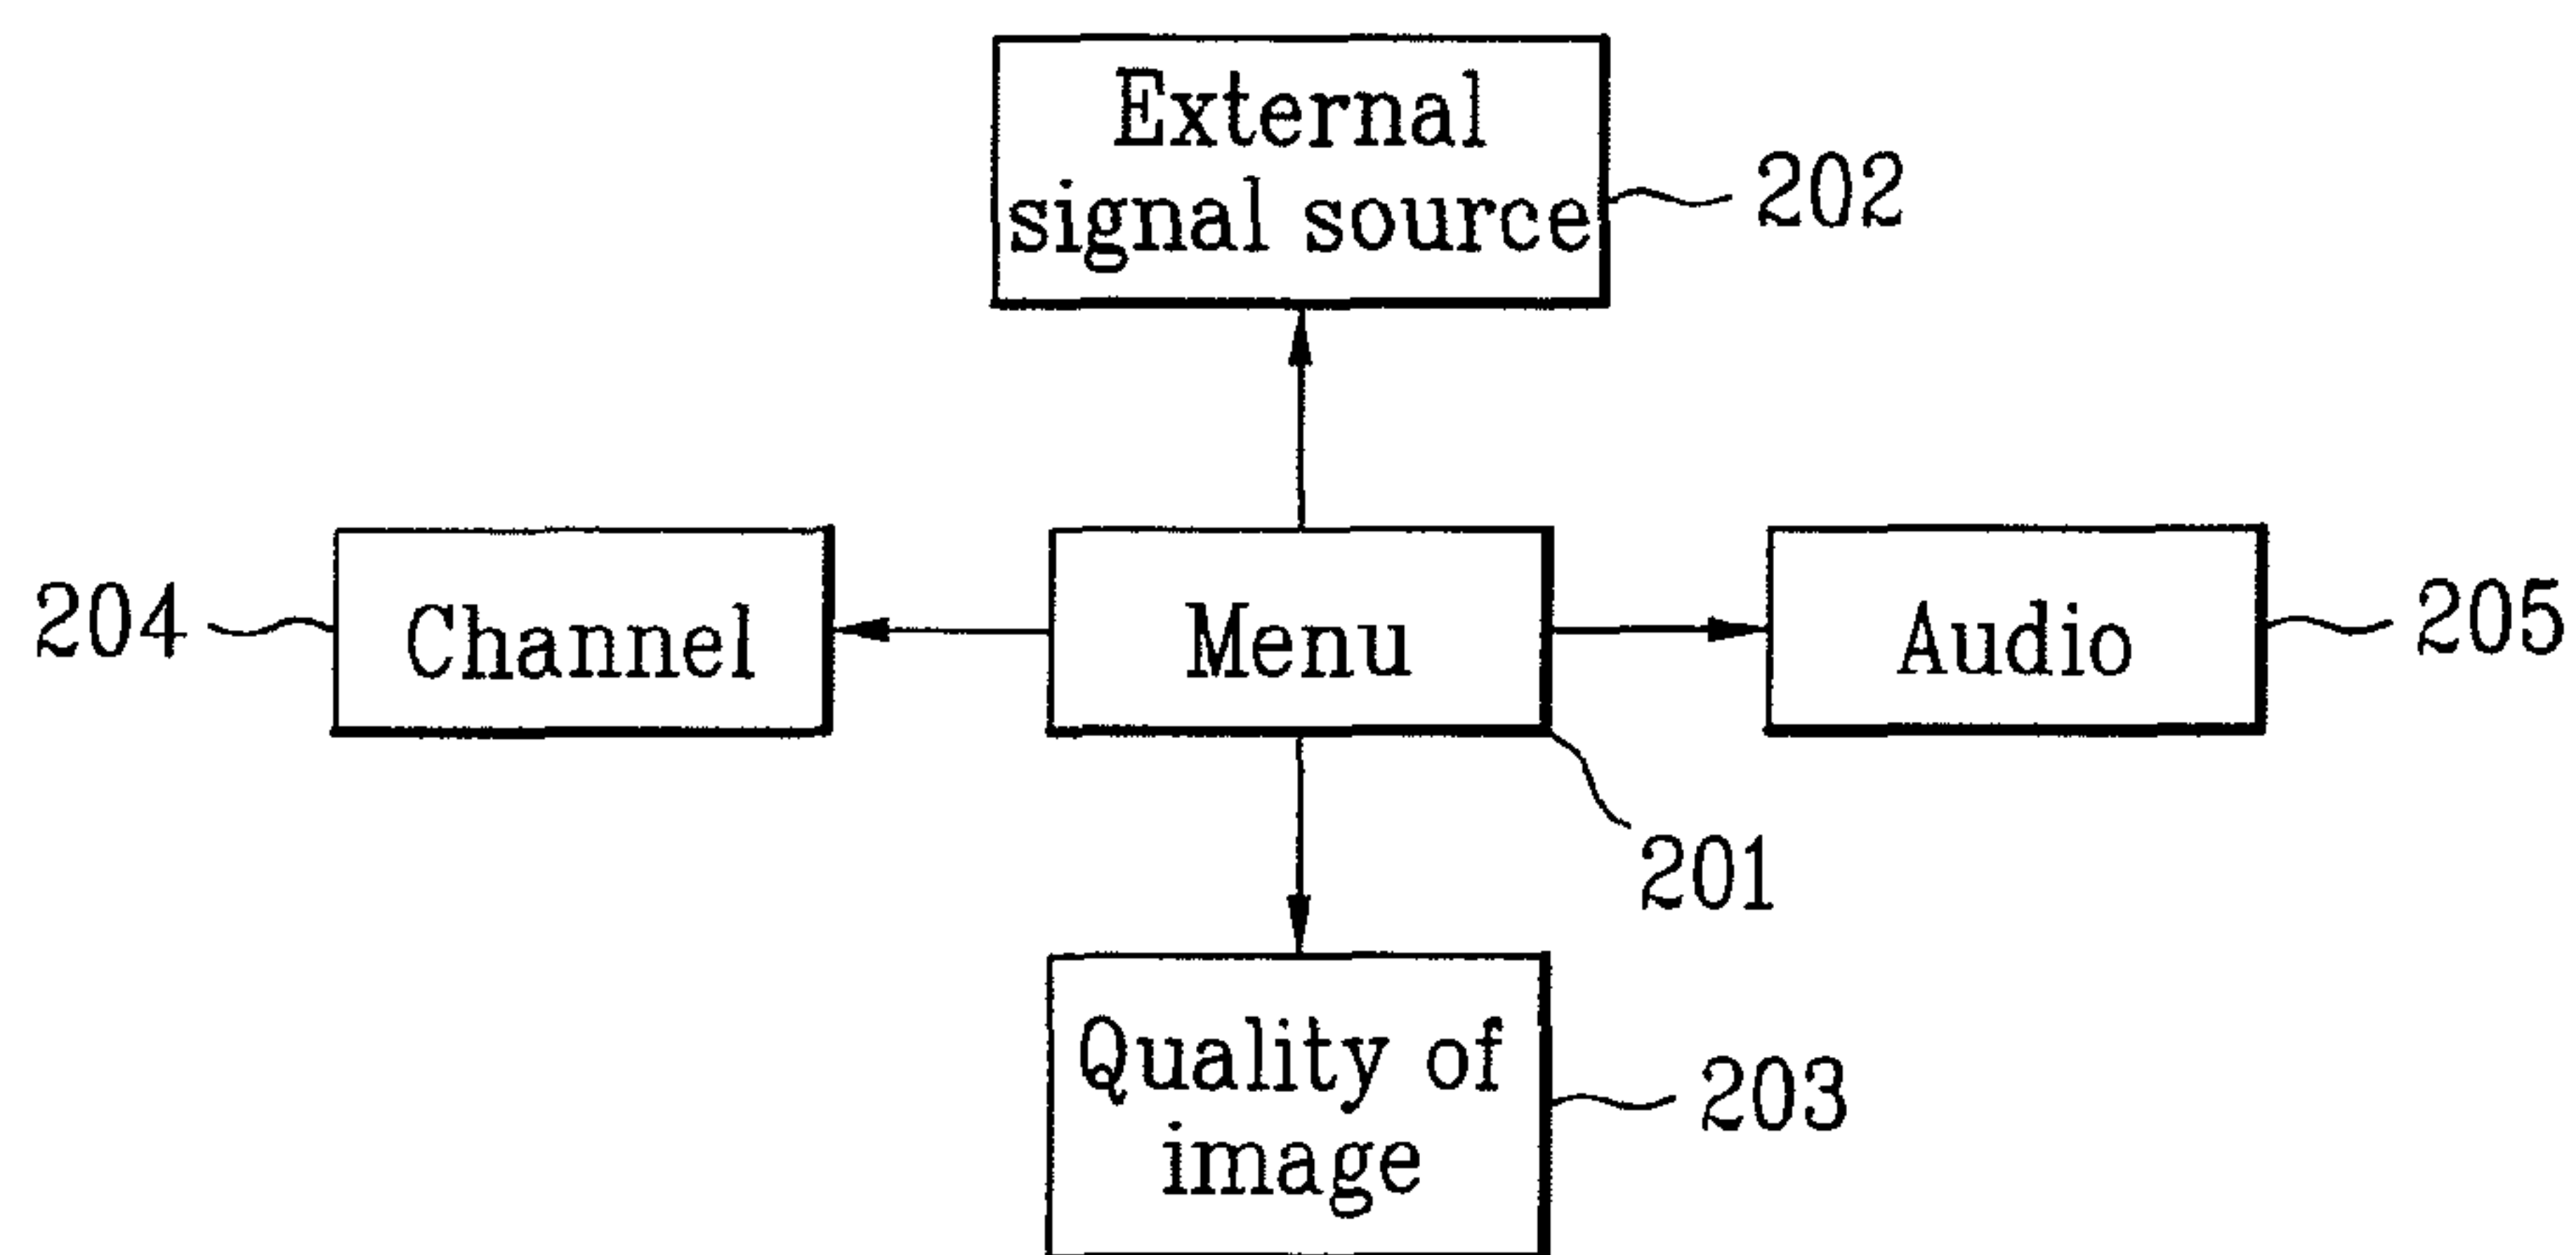 External
signal source
202
204
Channel
Menu
Audio
205
201
Quality of
image
203